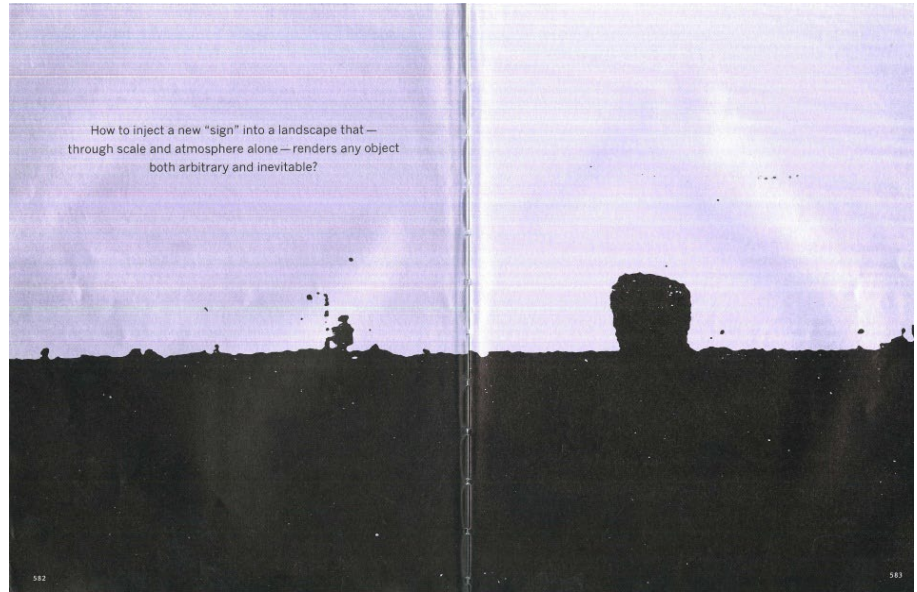 How to inject a new “sign” into a landscape that —
through scale and atmosphere alone — renders any object
both arbitrary and inevitable?
582
583